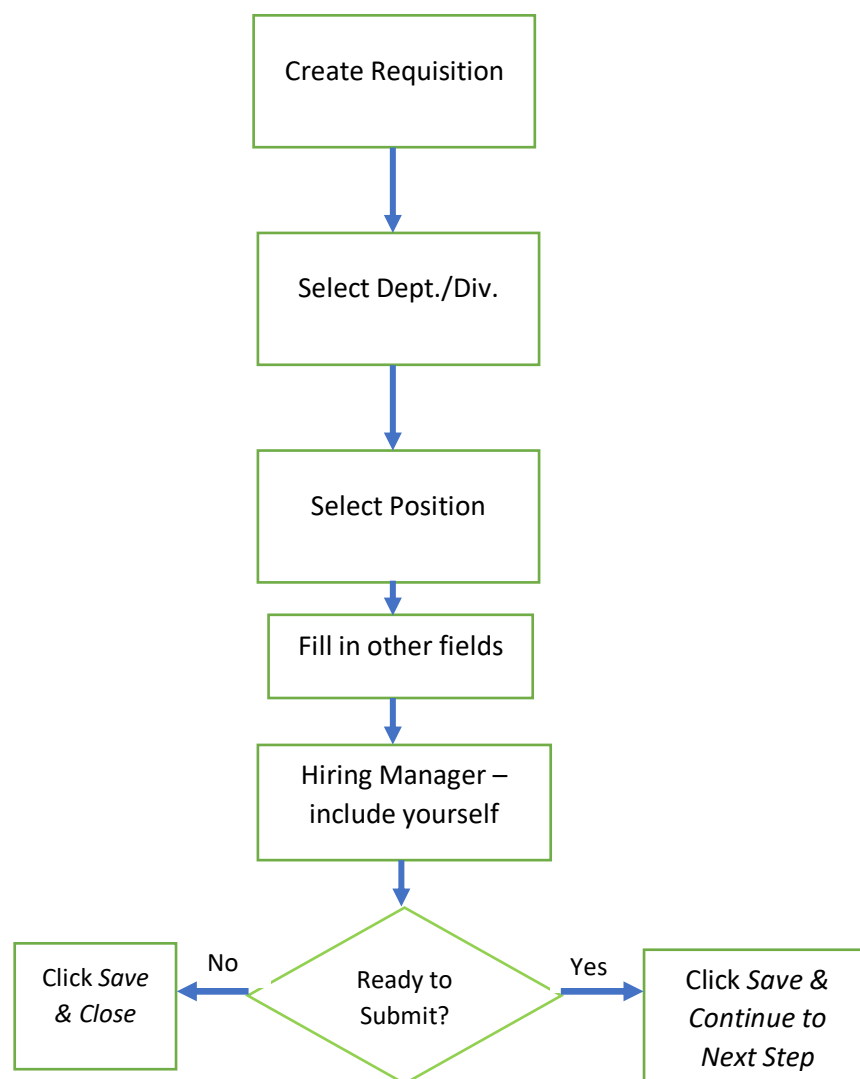 Create Requisition
Select Dept./Div.
Select Position
Fill in other fields
Hiring Manager –
include yourself
Ready to
Submit?
No
Click Save
& Close
Yes
Click Save &
Continue to
Next Step